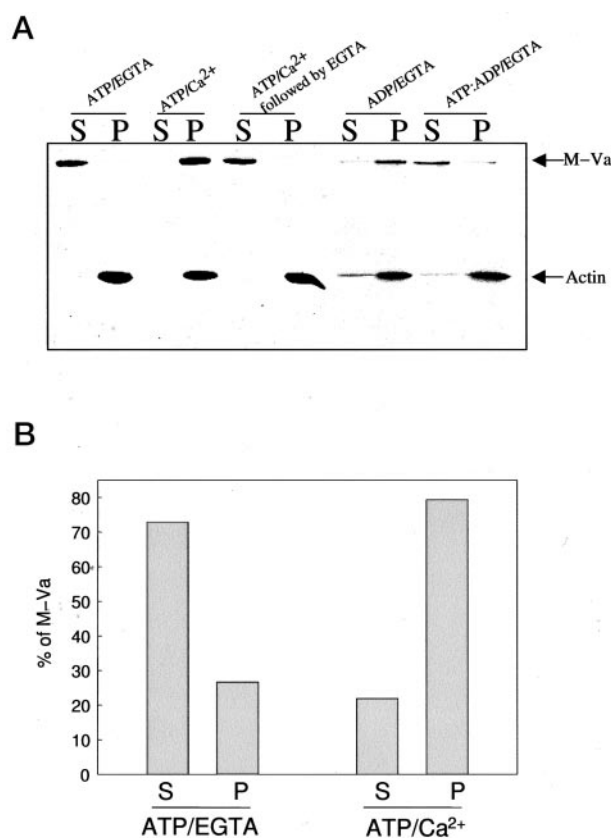 A
ATP/EGTA
ATP/Ca²⁺
ATP/Ca²⁺
followed by EGTA
ADP/EGTA
ATP:ADP/EGTA
S P S P S P S P S P
M–Va
Actin
B
% of M–Va
80
70
60
50
40
30
20
10
0
S P S P
ATP/EGTA ATP/Ca²⁺